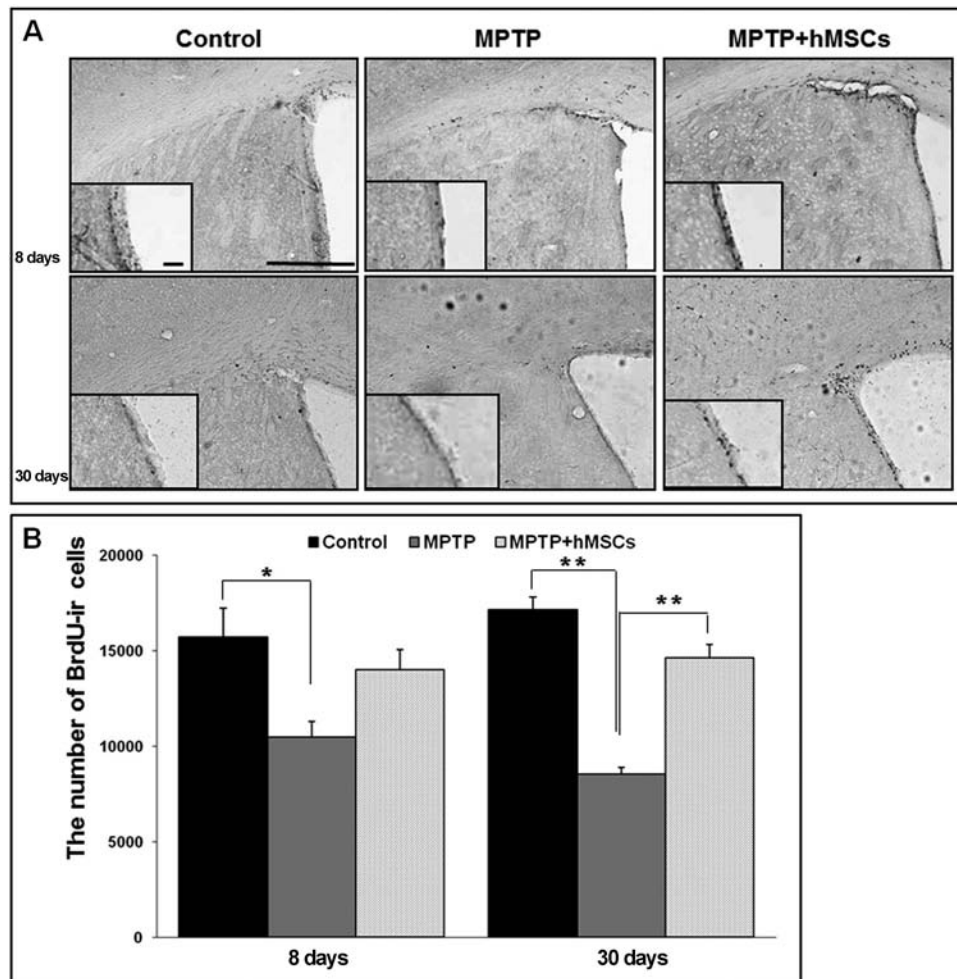 A
Control MPTP MPTP+hMSCs
8 days
30 days
B
Control MPTP MPTP+hMSCs
The number of BrdU-ir cells
20000
15000
10000
5000
0
*
**
**
8 days 30 days